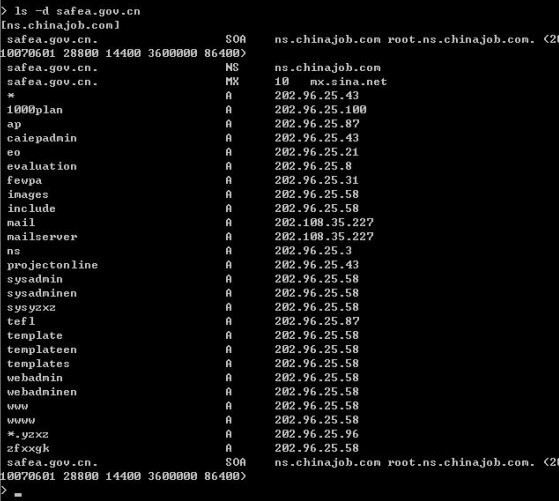 > ls -d safea.gov.cn
[ns.chinajob.com]
safea.gov.cn. SOA ns.chinajob.com root.ns.chinajob.com. (20
10070601 28800 14400 3600000 86400)
safea.gov.cn. NS ns.chinajob.com
safea.gov.cn. MX 10 mx.sina.net
* A 202.96.25.43
1000plan A 202.96.25.100
ap A 202.96.25.87
caiepadmin A 202.96.25.43
eo A 202.96.25.21
evaluation A 202.96.25.8
fewpa A 202.96.25.31
images A 202.96.25.58
include A 202.96.25.58
mail A 202.108.35.227
mailserver A 202.108.35.227
ns A 202.96.25.3
projectonline A 202.96.25.43
sysadmin A 202.96.25.58
sysadminen A 202.96.25.58
sysyzxz A 202.96.25.58
tefl A 202.96.25.87
template A 202.96.25.58
templateen A 202.96.25.58
templates A 202.96.25.58
webadmin A 202.96.25.58
webadminen A 202.96.25.58
www A 202.96.25.58
wwww A 202.96.25.58
*.yzxz A 202.96.25.96
zfxxgk A 202.96.25.58
safea.gov.cn. SOA ns.chinajob.com root.ns.chinajob.com. (20
10070601 28800 14400 3600000 86400)
> _